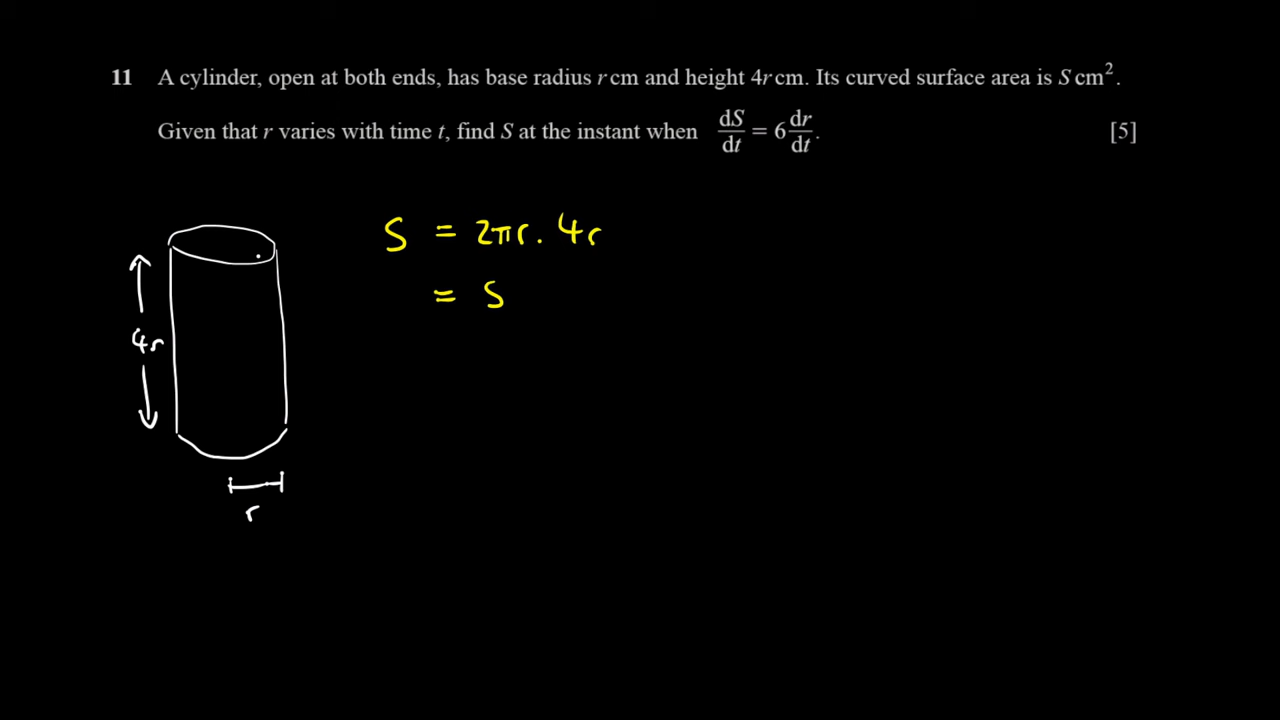 11 A cylinder, open at both ends, has base radius r cm and height 4r cm. Its curved surface area is S cm².
Given that r varies with time t, find S at the instant when dS/dt = 6 dr/dt. [5]
S = 2πr. 4r
= S
4r
r